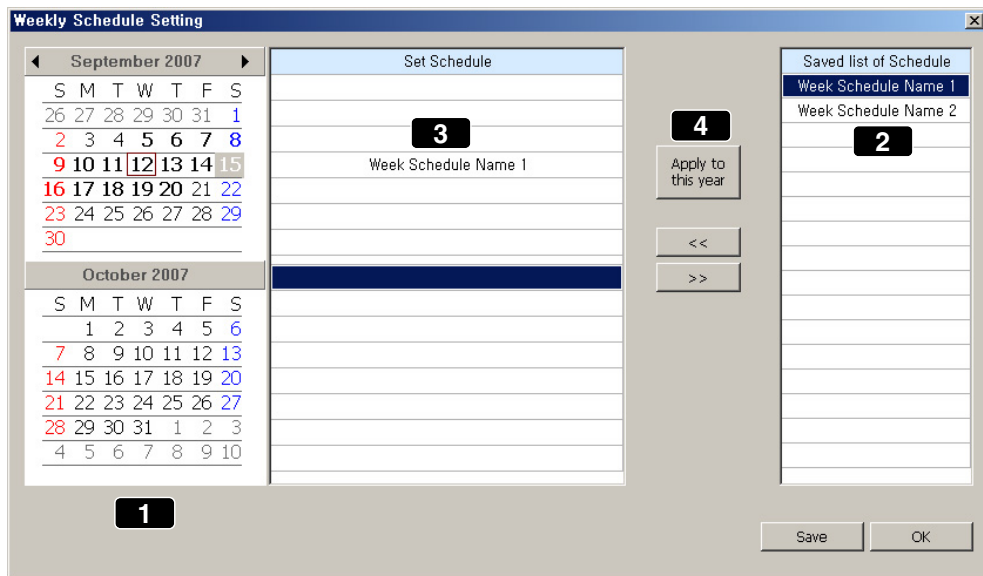 Weekly Schedule Setting
September 2007
S M T W T F S
26 27 28 29 30 31 1
2 3 4 5 6 7 8
9 10 11 12 13 14 15
16 17 18 19 20 21 22
23 24 25 26 27 28 29
30
October 2007
S M T W T F S
1 2 3 4 5 6
7 8 9 10 11 12 13
14 15 16 17 18 19 20
21 22 23 24 25 26 27
28 29 30 31 1 2 3
4 5 6 7 8 9 10
1
Set Schedule
3
Week Schedule Name 1
4
Apply to
this year
<<
>>
Saved list of Schedule
Week Schedule Name 1
Week Schedule Name 2
2
Save
OK